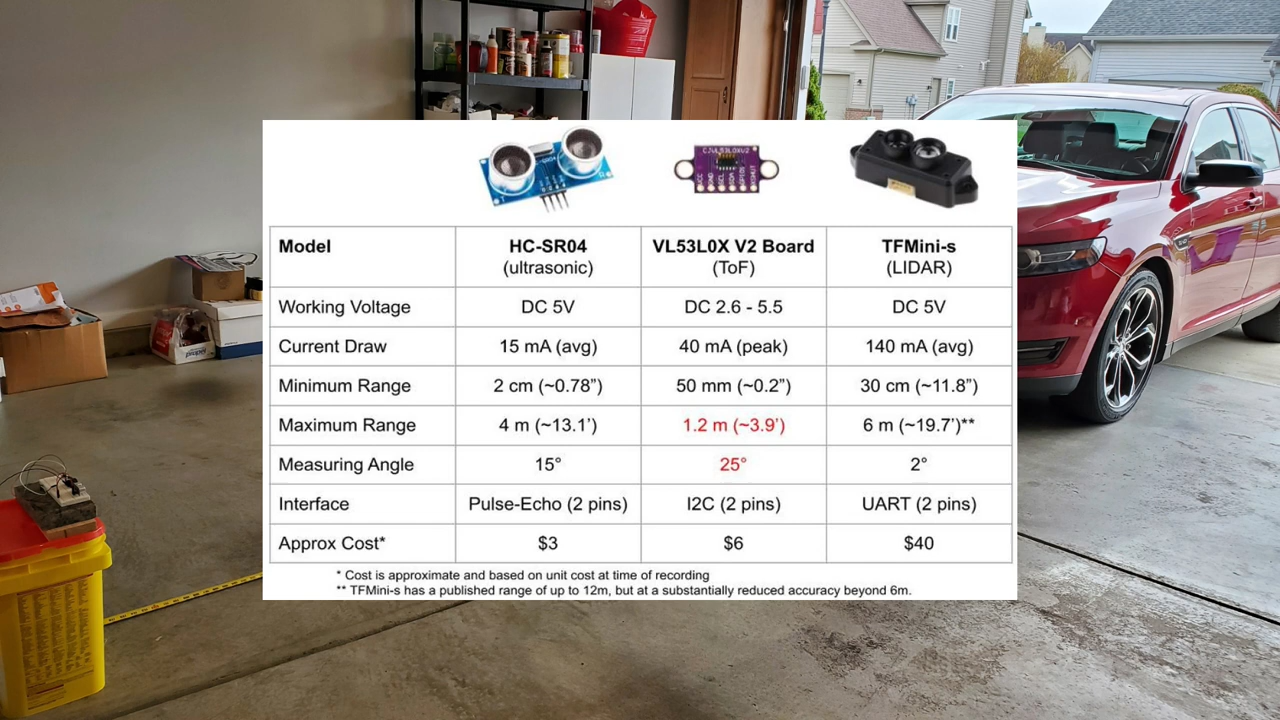 CJVL53L0XV2
Model HC-SR04 VL53L0X V2 Board TFMini-s
(ultrasonic) (ToF) (LIDAR)
Working Voltage DC 5V DC 2.6 - 5.5 DC 5V
Current Draw 15 mA (avg) 40 mA (peak) 140 mA (avg)
Minimum Range 2 cm (~0.78”) 50 mm (~0.2”) 30 cm (~11.8”)
Maximum Range 4 m (~13.1’) 1.2 m (~3.9’) 6 m (~19.7’)**
Measuring Angle 15° 25° 2°
Interface Pulse-Echo (2 pins) I2C (2 pins) UART (2 pins)
Approx Cost* $3 $6 $40
* Cost is approximate and based on unit cost at time of recording
** TFMini-s has a published range of up to 12m, but at a substantially reduced accuracy beyond 6m.